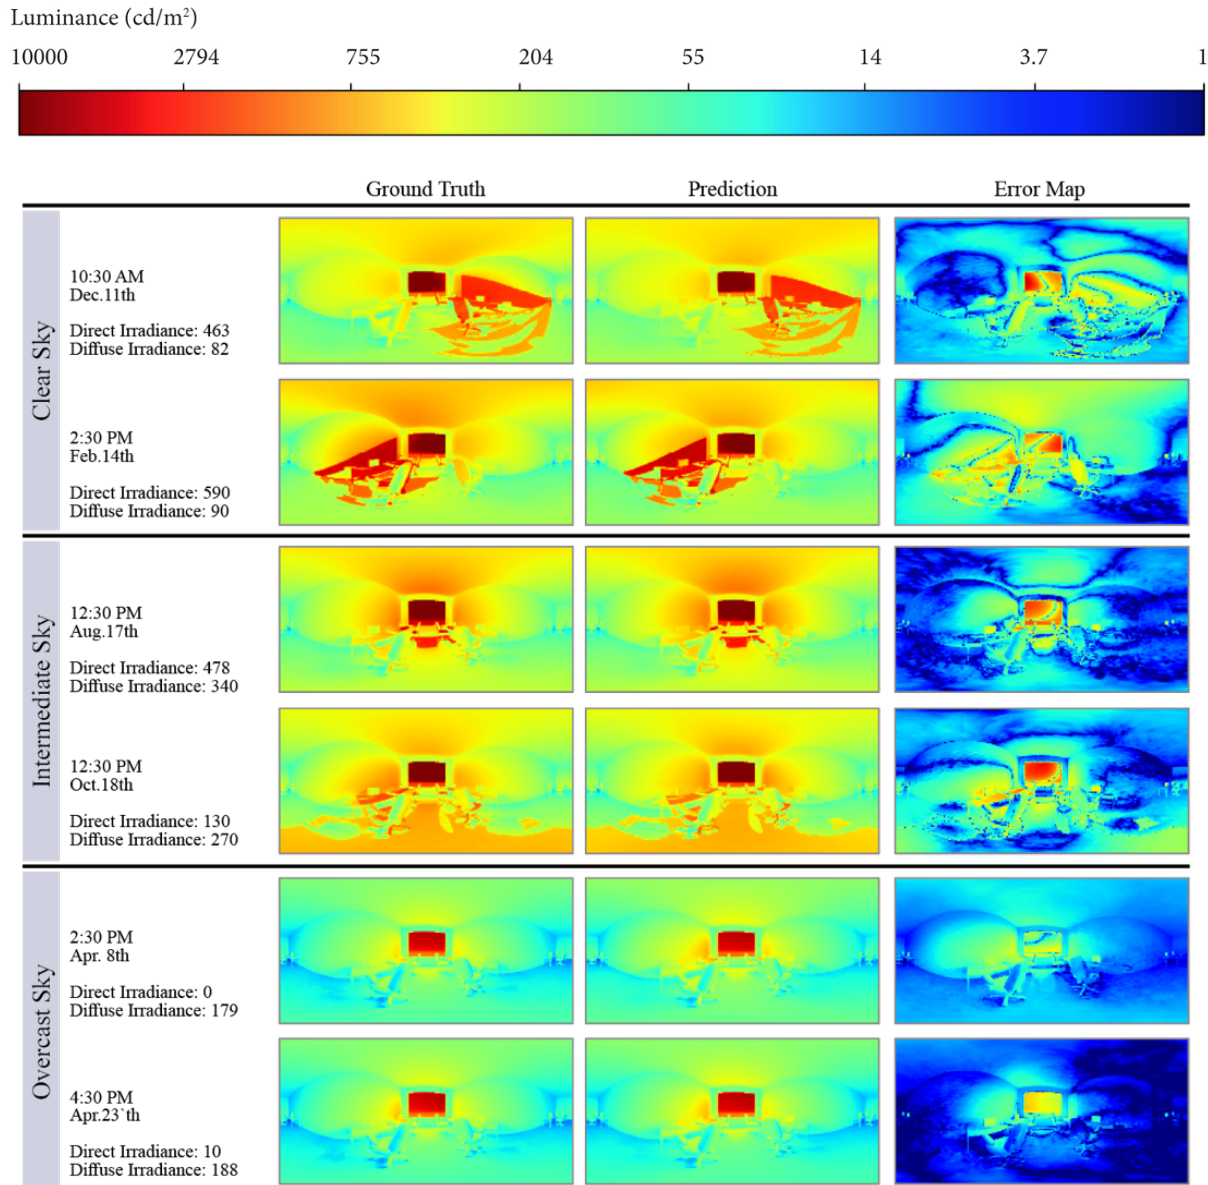 Luminance (cd/m²)
10000 2794 755 204 55 14 3.7 1
Ground Truth Prediction Error Map
Clear Sky
10:30 AM
Dec.11th
Direct Irradiance: 463
Diffuse Irradiance: 82
2:30 PM
Feb.14th
Direct Irradiance: 590
Diffuse Irradiance: 90
Intermediate Sky
12:30 PM
Aug.17th
Direct Irradiance: 478
Diffuse Irradiance: 340
12:30 PM
Oct.18th
Direct Irradiance: 130
Diffuse Irradiance: 270
Overcast Sky
2:30 PM
Apr. 8th
Direct Irradiance: 0
Diffuse Irradiance: 179
4:30 PM
Apr.23`th
Direct Irradiance: 10
Diffuse Irradiance: 188